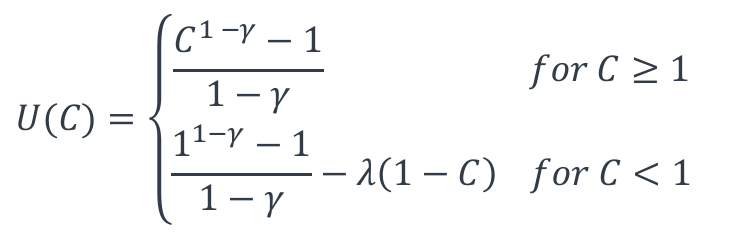 U(C) = { (C^{1−γ} − 1)/(1 − γ) for C ≥ 1
(1^{1−γ} − 1)/(1 − γ) − λ(1 − C) for C < 1